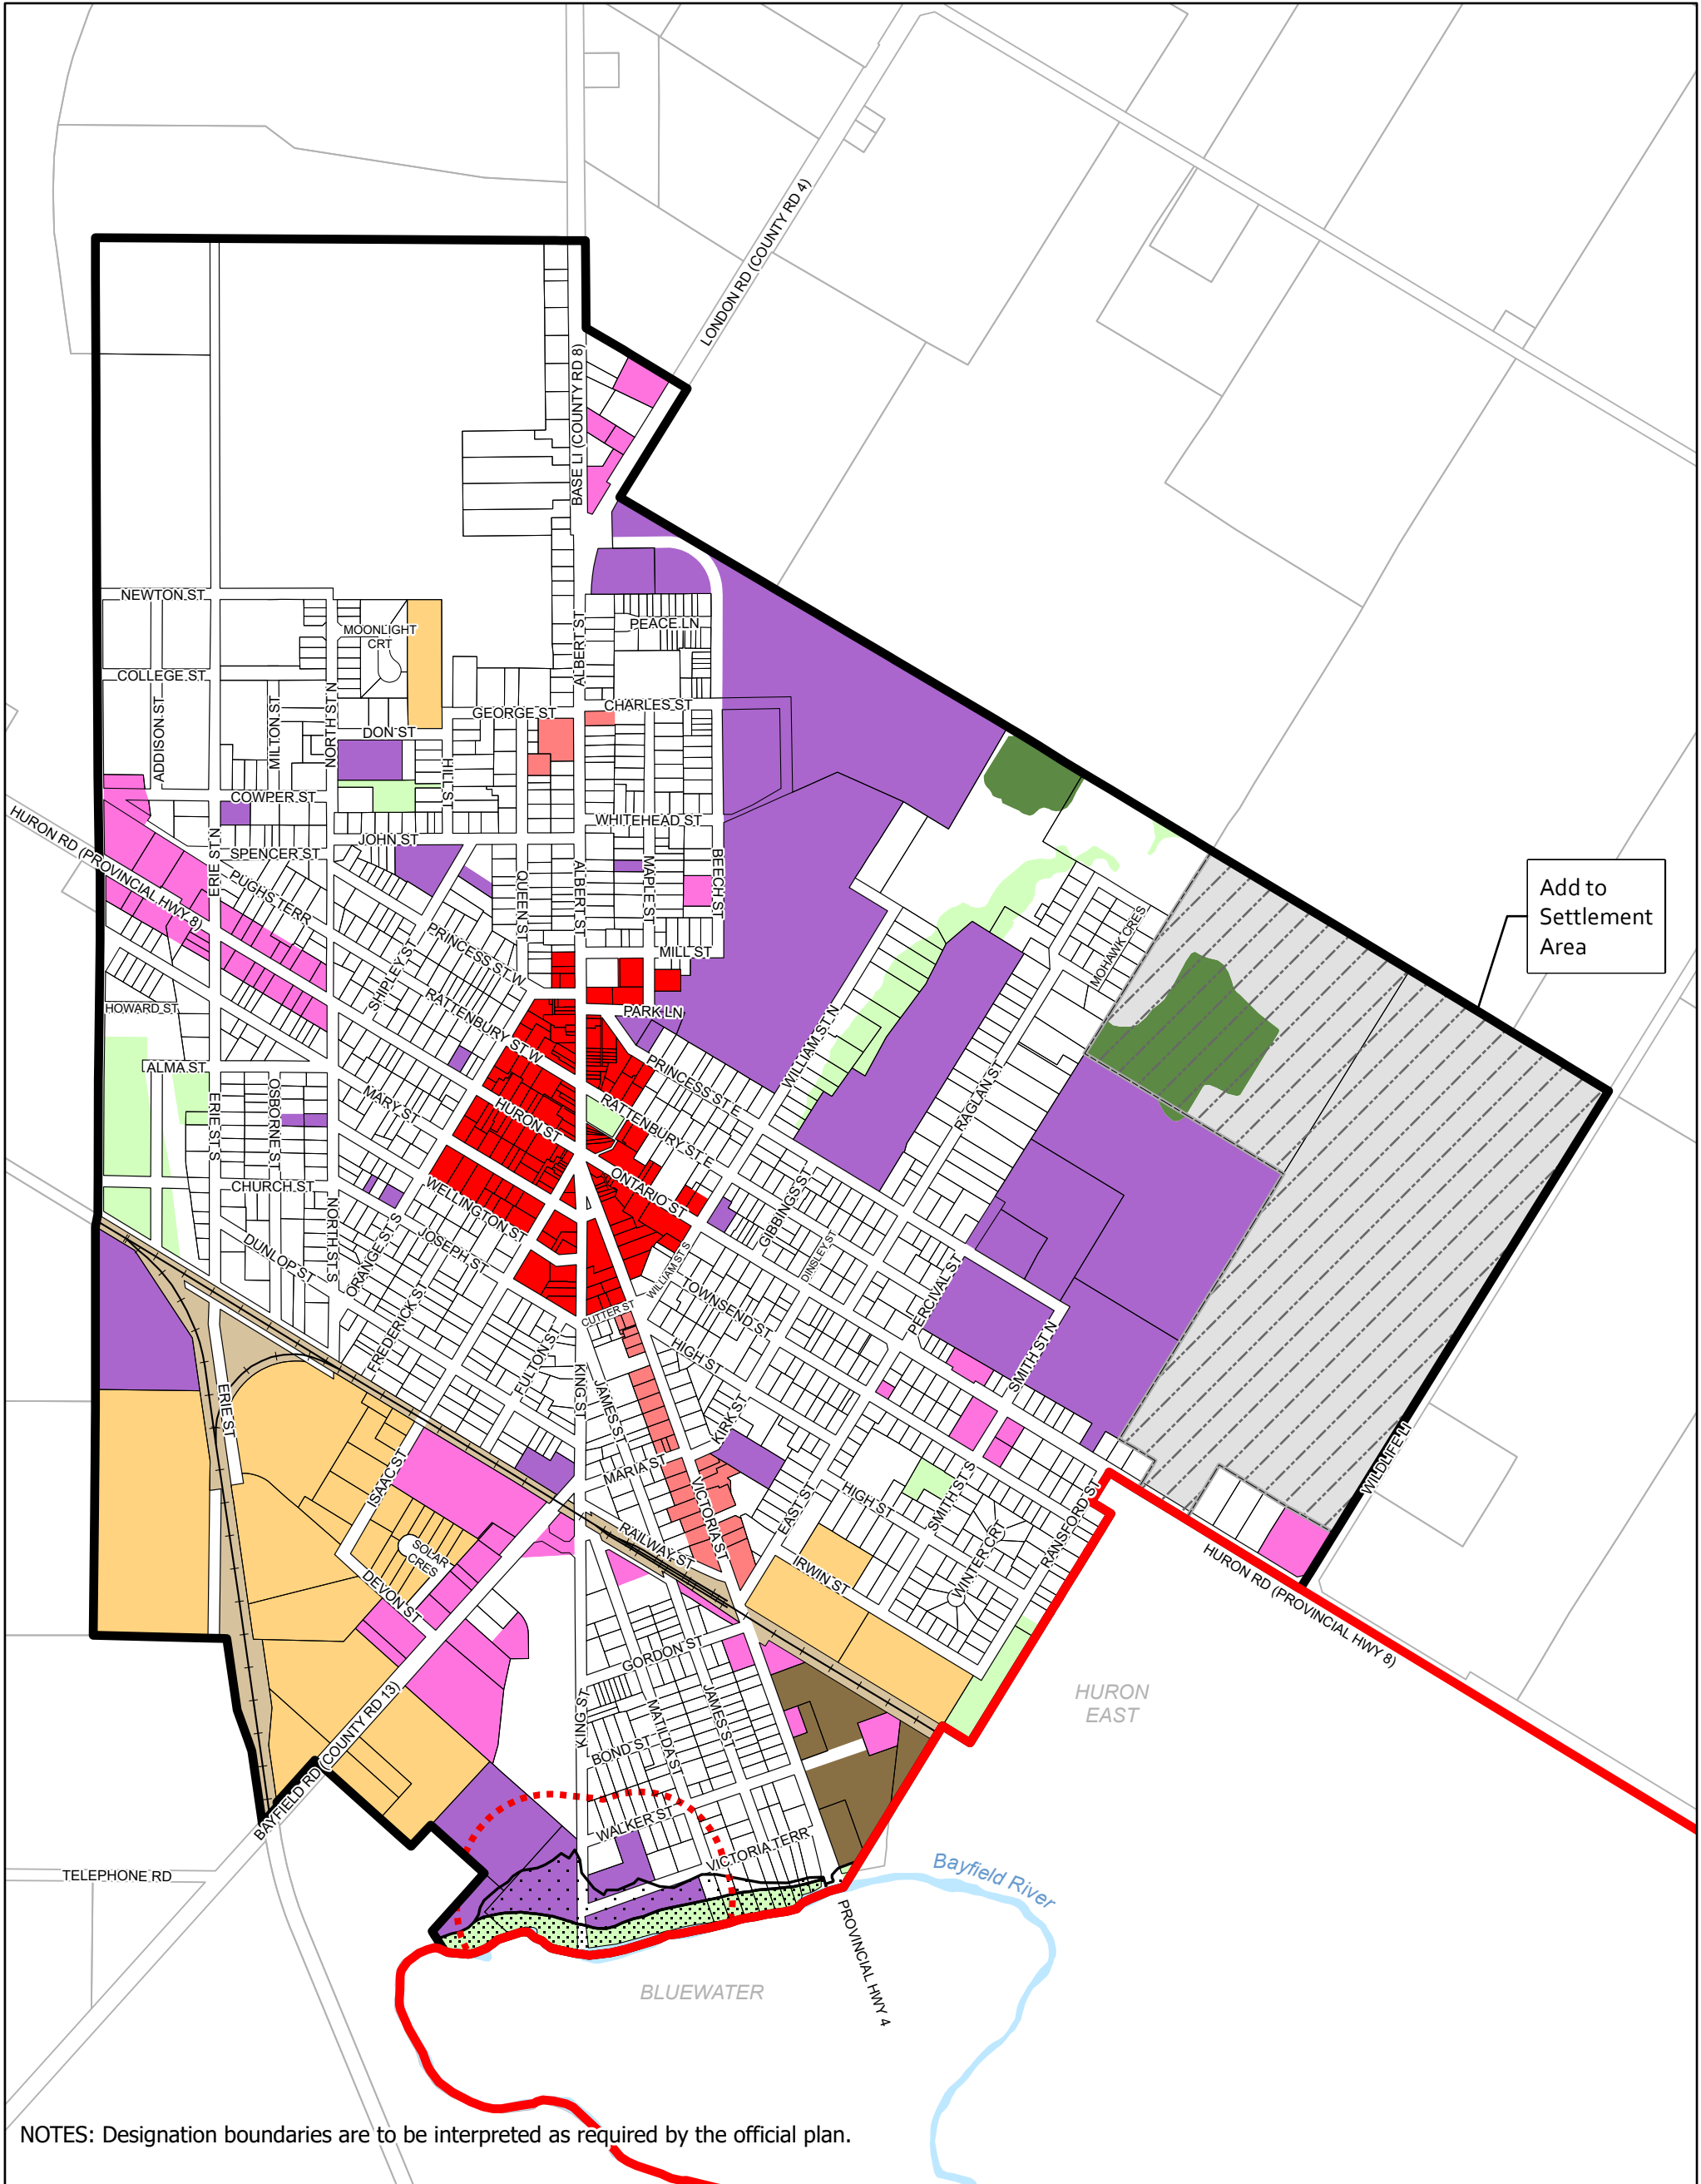 LONDON RD (COUNTY RD 4)
BASE LI (COUNTY RD 8)
NEWTON ST
MOONLIGHT
CRT
PEACE LN
ALBERT ST
COLLEGE ST
ADDISON ST
MILTON ST
NORTH ST N
GEORGE ST
CHARLES ST
DON ST
HILL ST
COWPER ST
HURON RD (PROVINCIAL HWY 8)
ERIE ST N
JOHN ST
WHITEHEAD ST
SPENCER ST
PUGHS TERR
QUEEN ST
ALBERT ST
MAPLE ST
BEECH ST
Add to
Settlement
Area
PRINCESS ST W
SHIPLEY ST
MILL ST
MOHAWK CRES
RATTENBURY ST W
HOWARD ST
PARK LN
WILLIAM ST N
ALMA ST
PRINCESS ST E
RAGLAN ST
OSBORNE ST
ERIE ST S
MARY ST
HURON ST
RATTENBURY ST E
CHURCH ST
WELLINGTON ST
ONTARIO ST
GIBBINGS ST
NORTH ST S
ORANGE ST S
JOSEPH ST
DUNLOP ST
WILLIAM ST S
DINSLEY ST
FREDERICK ST
CUTTER ST
TOWNSEND ST
PERCIVAL ST
HIGH ST
SMITH ST N
FULTON ST
KING ST
JAMES ST
ERIE ST
KIRK ST
WILDLIFE LI
ISAAC ST
MARIA ST
VICTORIA ST
EAST ST
HIGH ST
SMITH ST S
RANSFORD ST
SOLAR
CRES
RAILWAY ST
IRWIN ST
WINTER CRT
DEVON ST
HURON RD (PROVINCIAL HWY 8)
GORDON ST
HURON
EAST
KING ST
MATILDA ST
JAMES ST
BAYFIELD RD (COUNTY RD 13)
BOND ST
WALKER ST
VICTORIA TERR
TELEPHONE RD
Bayfield River
PROVINCIAL HWY 4
BLUEWATER
NOTES: Designation boundaries are to be interpreted as required by the official plan.